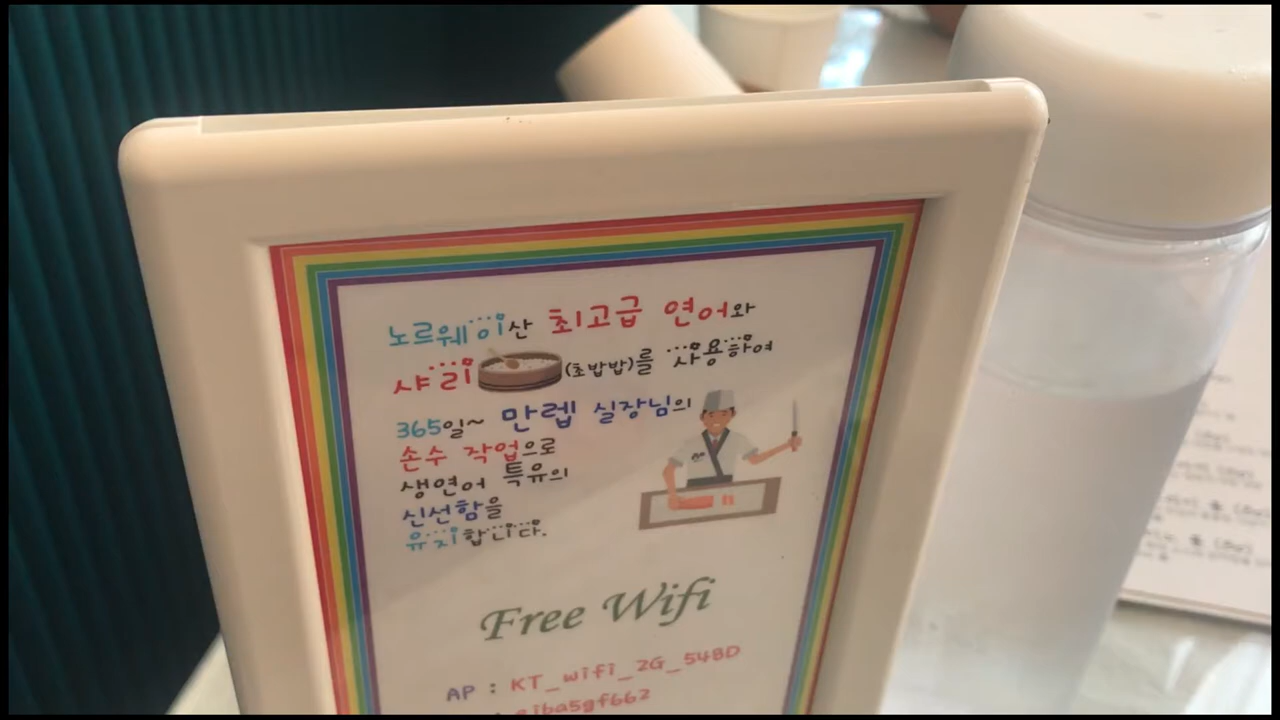 노르웨이산 최고급 연어와
샤리(초밥밥)를 사용하여
365일~ 만렙 실장님의
손수 작업으로
생연어 특유의
신선함을
유지합니다.
Free Wifi
AP : KT_wifi_2G_54BD